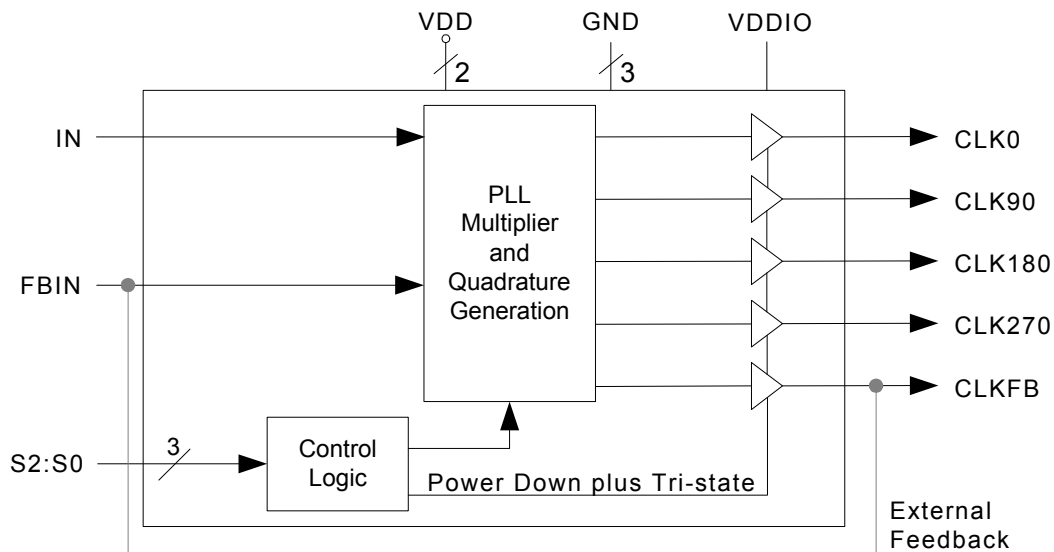 VDD
GND
VDDIO
2
3
IN
CLK0
PLL
Multiplier
and
Quadrature
Generation
CLK90
CLK180
FBIN
CLK270
CLKFB
S2:S0
3
Control
Logic
Power Down plus Tri-state
External
Feedback